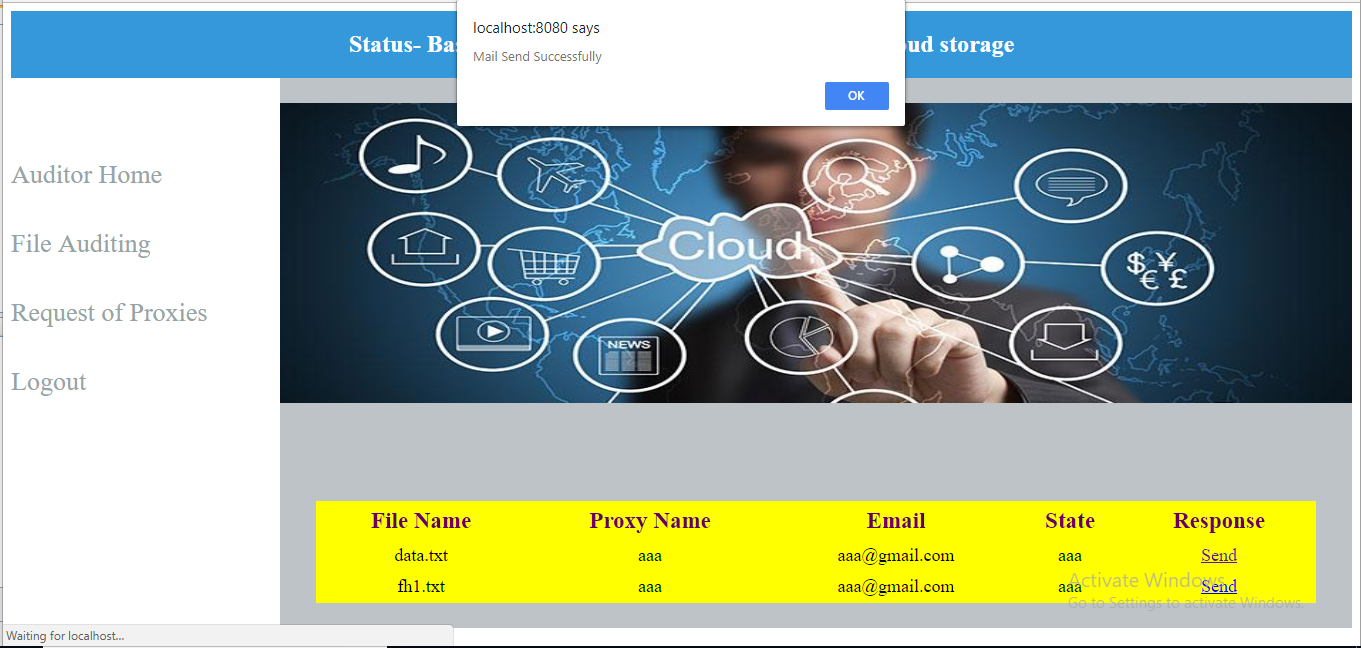 localhost:8080 says
Mail Send Successfully
OK
Status- Ba
oud storage
Auditor Home
File Auditing
Request of Proxies
Logout
Cloud
$ ¥
€ £
NEWS
File Name Proxy Name Email State Response
data.txt aaa aaa@gmail.com aaa Send
fh1.txt aaa aaa@gmail.com aaa Send
Activate Windows
Go to Settings to activate Windows.
Waiting for localhost...